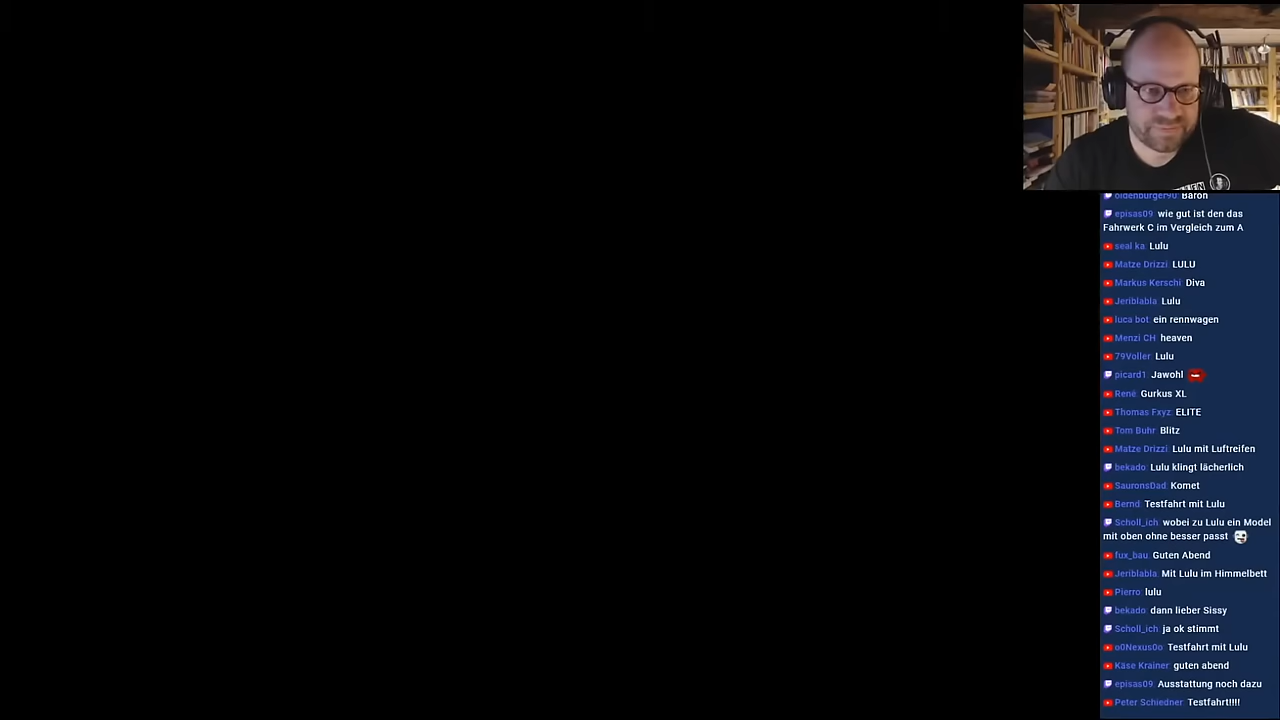 oldenburger90: Baron
episas09 wie gut ist den das
Fahrwerk C im Vergleich zum A
seal ka: Lulu
Matze Drizzi: LULU
Markus Kerschi: Diva
Jeriblabla: Lulu
luca bot: ein rennwagen
Menzi CH: heaven
79Voller: Lulu
picard1: Jawohl
René: Gurkus XL
Thomas Fxyz: ELITE
Tom Buhr: Blitz
Matze Drizzi: Lulu mit Luftreifen
bekado: Lulu klingt lächerlich
SauronsDad: Komet
Bernd: Testfahrt mit Lulu
Scholl_ich: wobei zu Lulu ein Model
mit oben ohne besser passt
fux_bau: Guten Abend
Jeriblabla: Mit Lulu im Himmelbett
Pierro: lulu
bekado: dann lieber Sissy
Scholl_ich: ja ok stimmt
o0Nexus0o: Testfahrt mit Lulu
Käse Krainer: guten abend
episas09: Ausstattung noch dazu
Peter Schiedner: Testfahrt!!!!